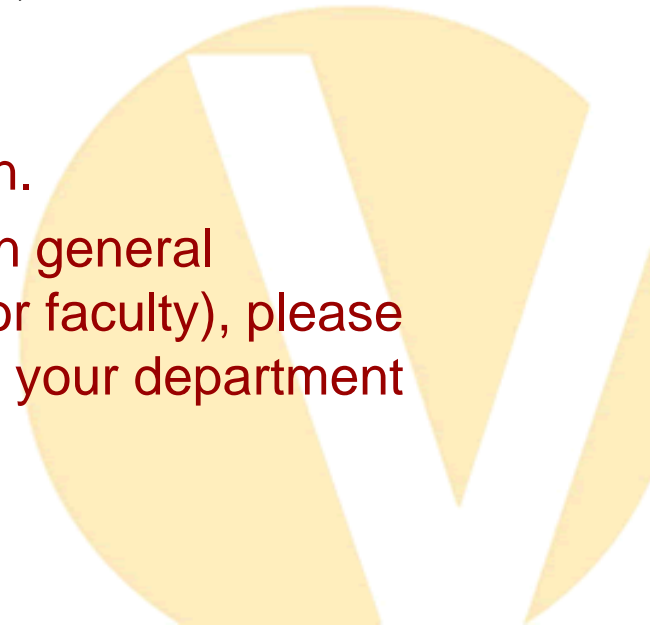 n.
n general
or faculty), please
your department